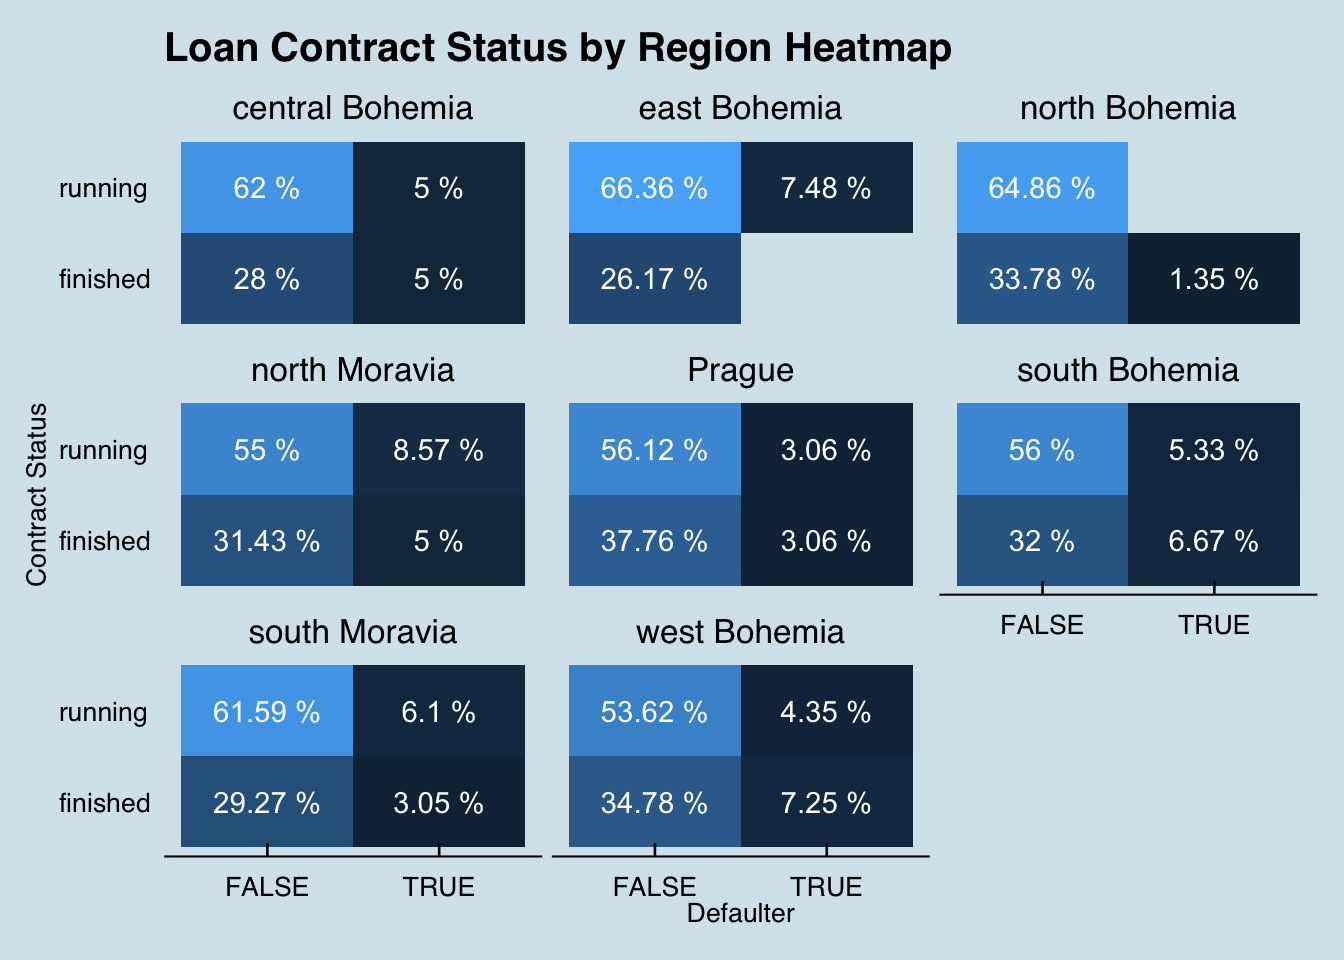 Loan Contract Status by Region Heatmap
central Bohemia
east Bohemia
north Bohemia
running
62 %
5 %
66.36 %
7.48 %
64.86 %
finished
28 %
5 %
26.17 %
33.78 %
1.35 %
north Moravia
Prague
south Bohemia
Contract Status
running
55 %
8.57 %
56.12 %
3.06 %
56 %
5.33 %
finished
31.43 %
5 %
37.76 %
3.06 %
32 %
6.67 %
FALSE
TRUE
south Moravia
west Bohemia
running
61.59 %
6.1 %
53.62 %
4.35 %
finished
29.27 %
3.05 %
34.78 %
7.25 %
FALSE
TRUE
FALSE
TRUE
Defaulter